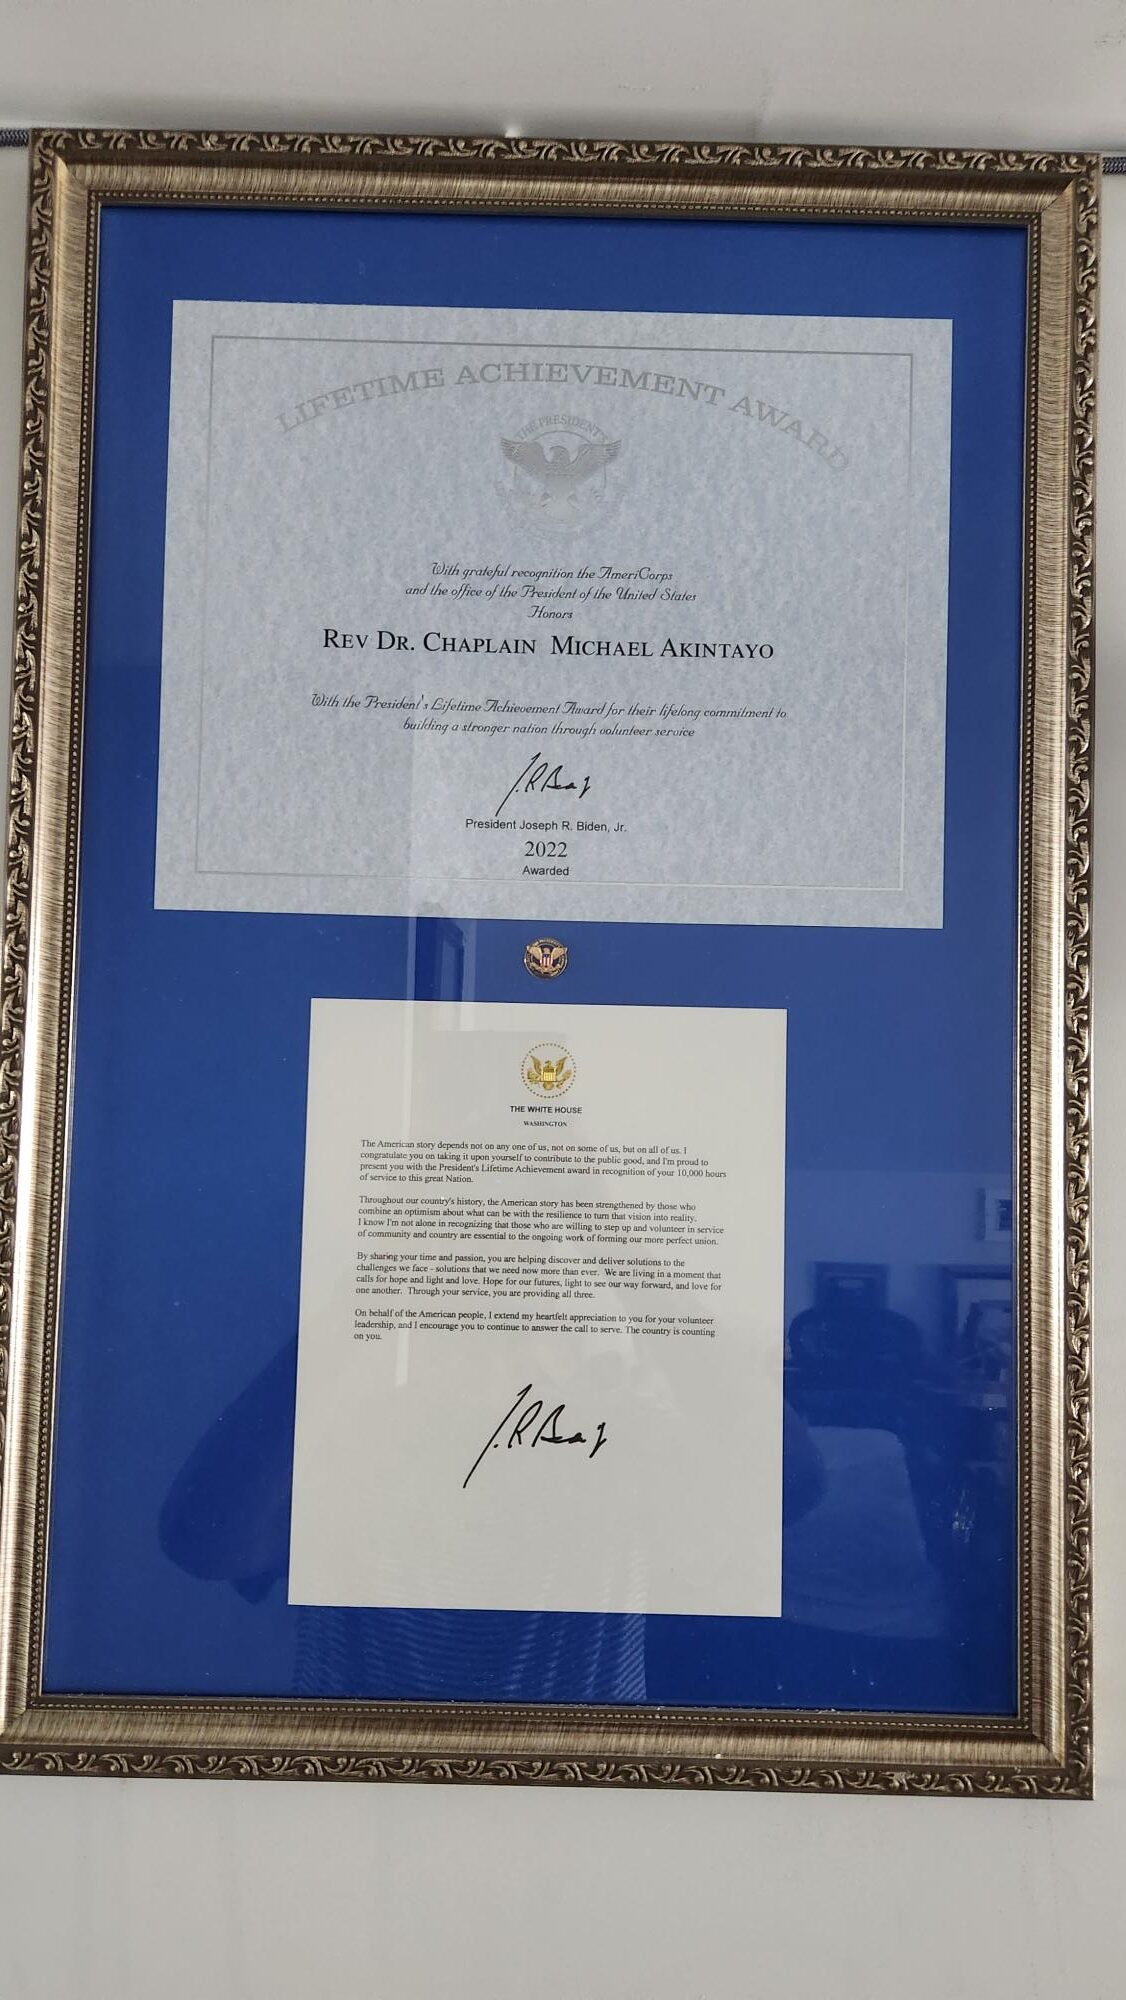 LIFETIME ACHIEVEMENT AWARD
THE PRESIDENT'S
With grateful recognition the AmeriCorps
and the office of the President of the United States
Honors
REV DR. CHAPLAIN MICHAEL AKINTAYO
With the President's Lifetime Achievement Award for their lifelong commitment to
building a stronger nation through volunteer service
President Joseph R. Biden, Jr.
2022
Awarded
THE WHITE HOUSE
WASHINGTON
The American story depends not on any one of us, not on some of us, but on all of us. I
congratulate you on taking it upon yourself to contribute to the public good, and I'm proud to
present you with the President's Lifetime Achievement award in recognition of your 10,000 hours
of service to this great Nation.
Throughout our country's history, the American story has been strengthened by those who
combine an optimism about what can be with the resilience to turn that vision into reality.
I know I'm not alone in recognizing that those who are willing to step up and volunteer in service
of community and country are essential to the ongoing work of forming our more perfect union.
By sharing your time and passion, you are helping discover and deliver solutions to the
challenges we face - solutions that we need now more than ever. We are living in a moment that
calls for hope and light and love. Hope for our futures, light to see our way forward, and love for
one another. Through your service, you are providing all three.
On behalf of the American people, I extend my heartfelt appreciation to you for your volunteer
leadership, and I encourage you to continue to answer the call to serve. The country is counting
on you.